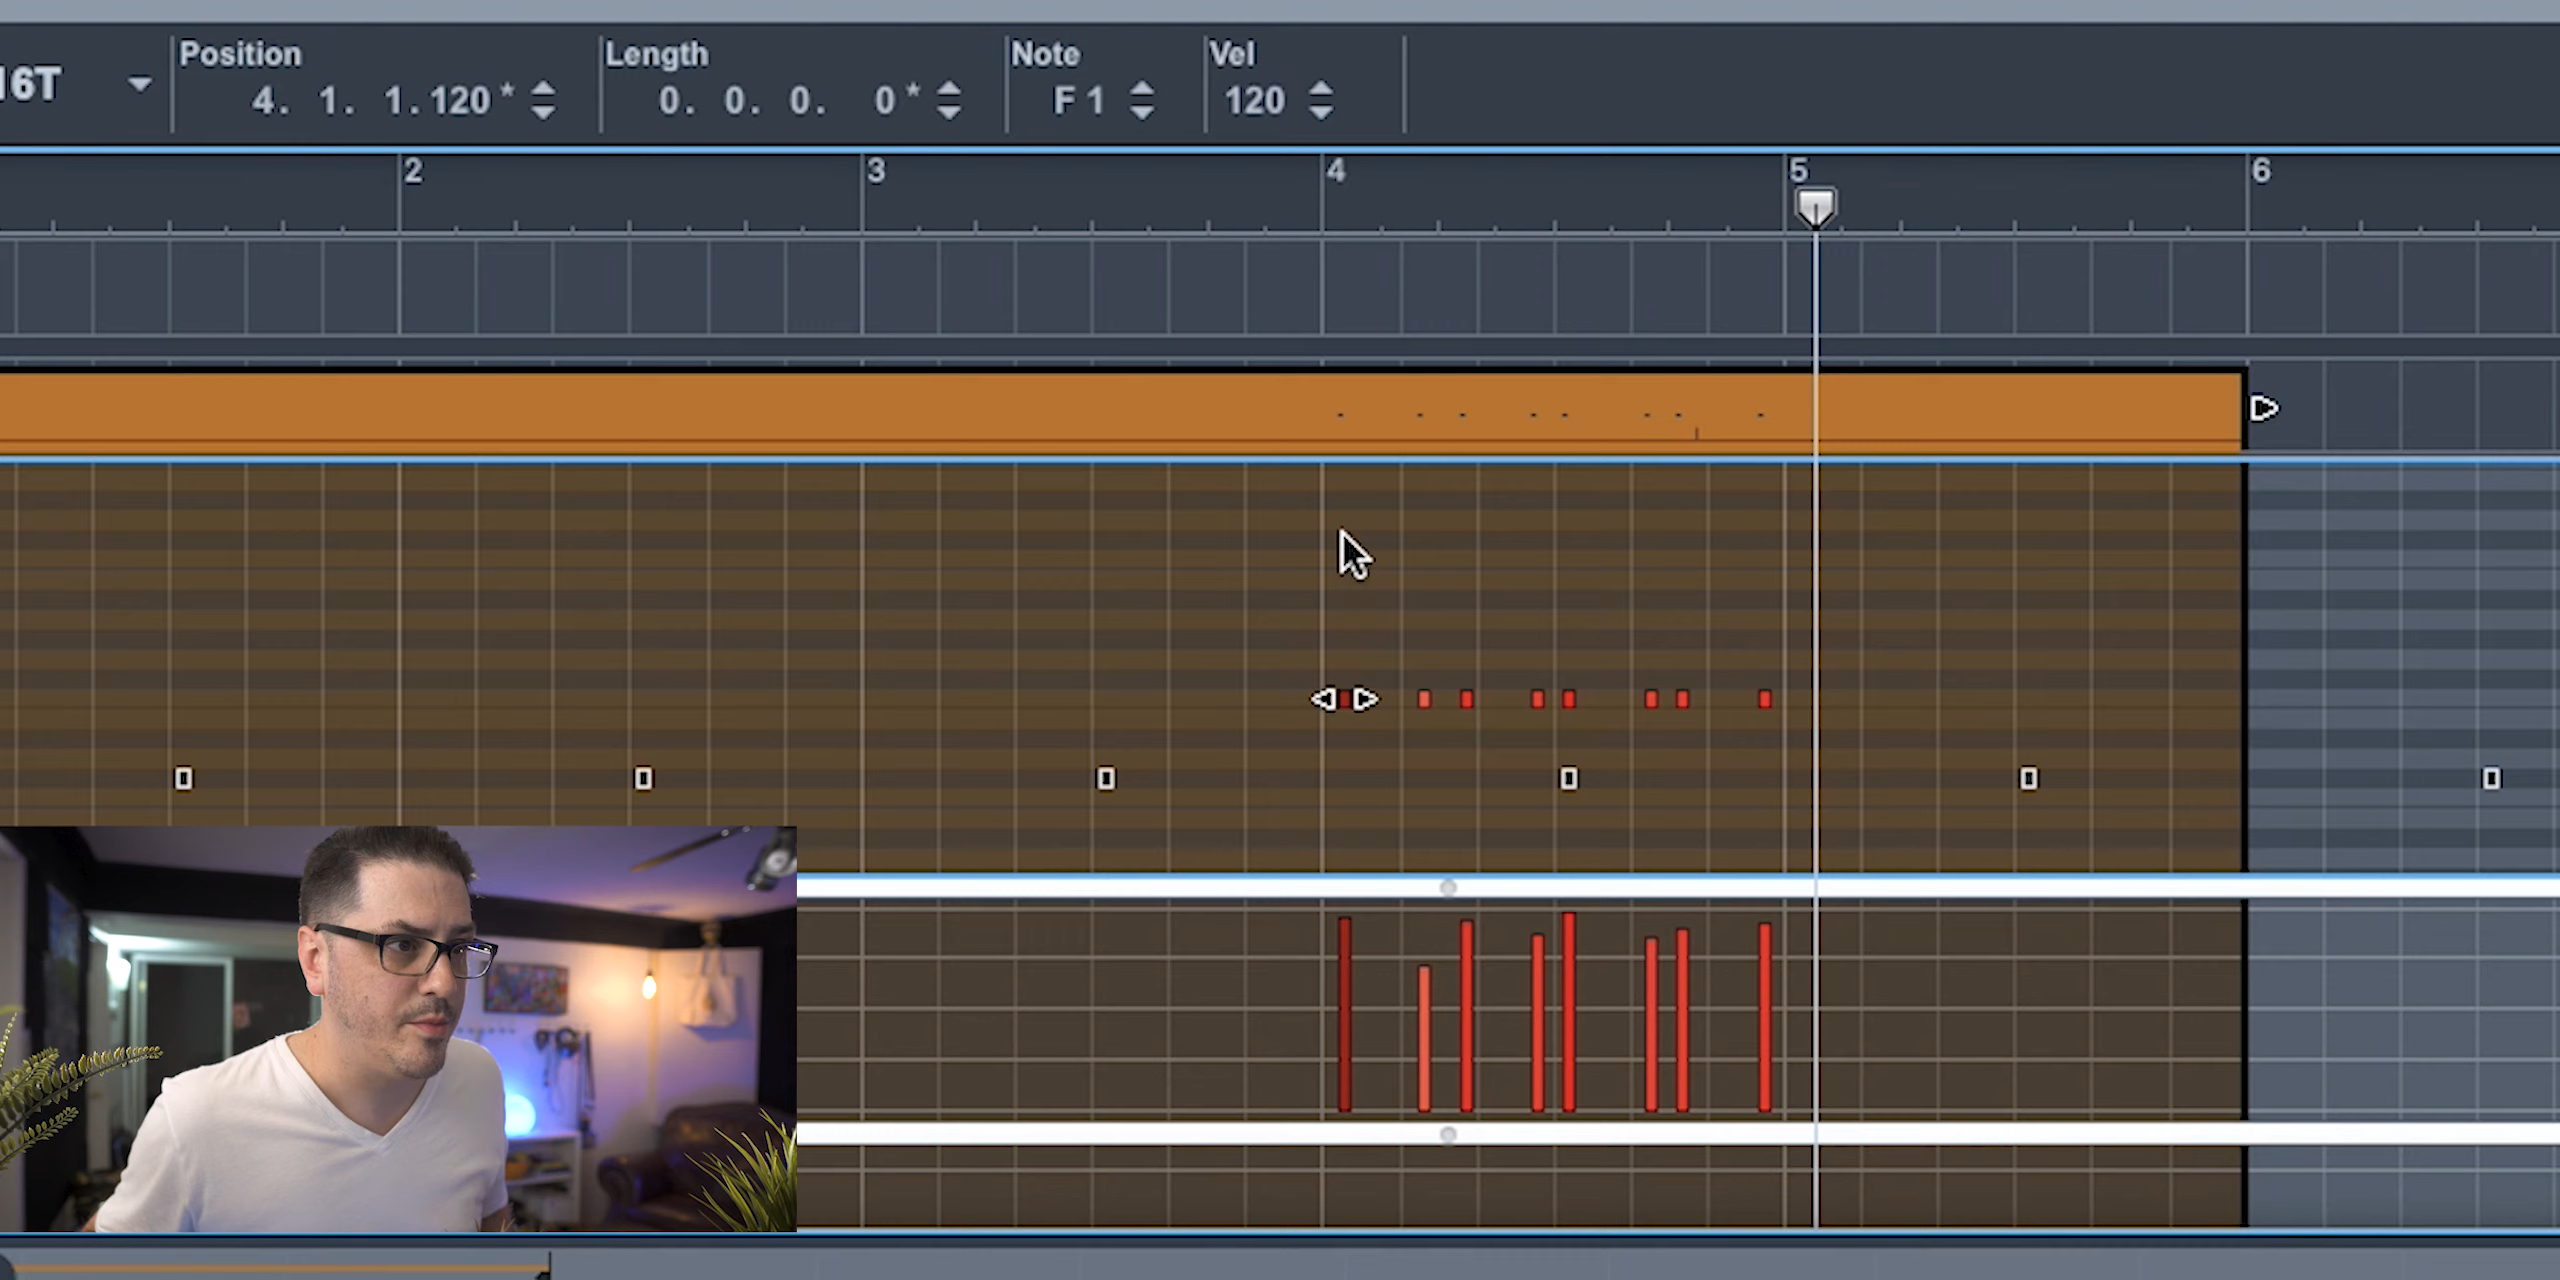 16T Position Length Note Vel
4. 1. 1.120 * 0. 0. 0. 0 * F 1 120
2 3 4 5 6